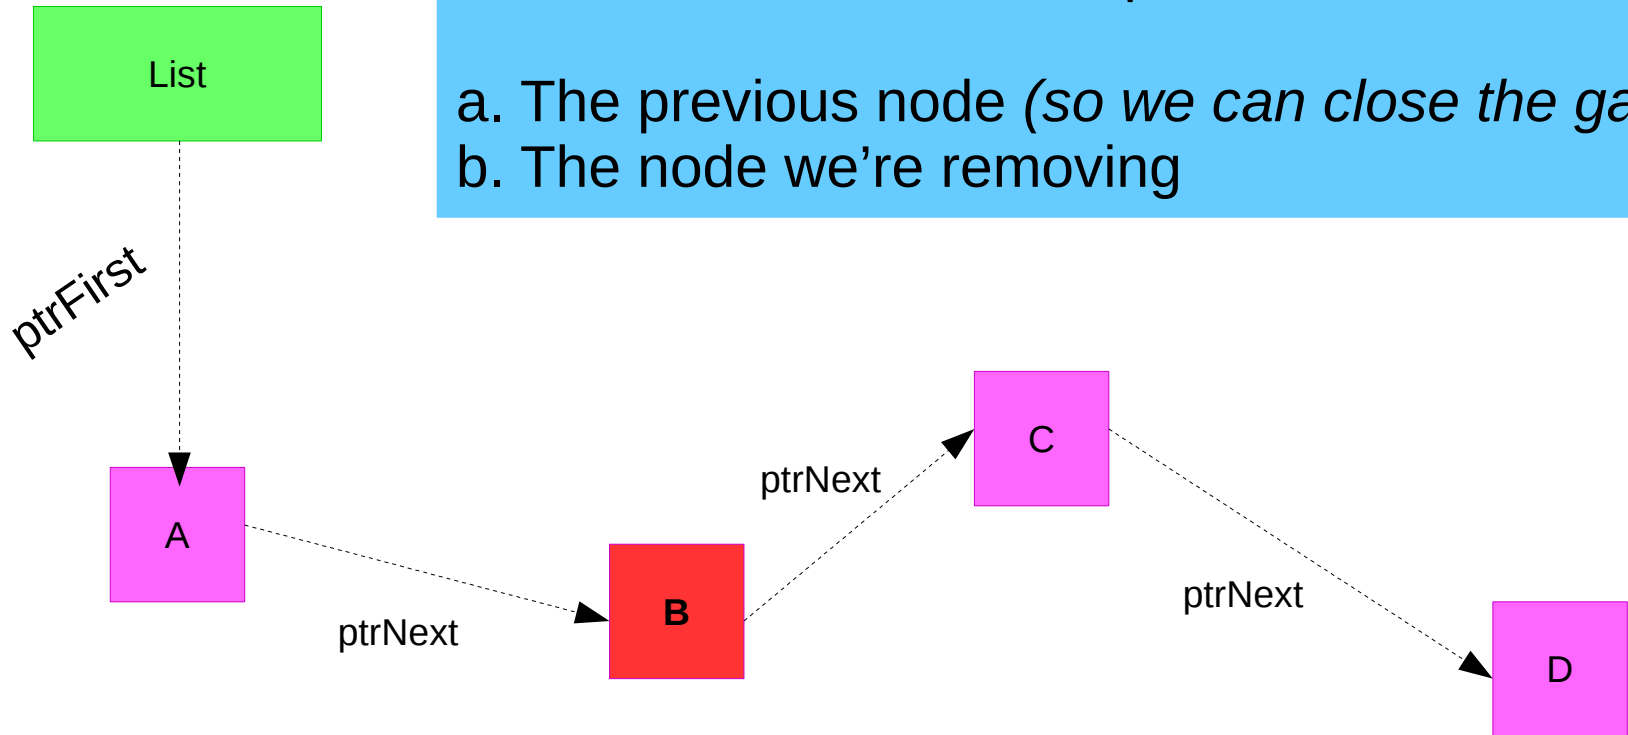 List
a. The previous node (so we can close the
b. The node we’re removing
ptrFirst
C
ptrNext
A
ptrNext
B
ptrNext
D